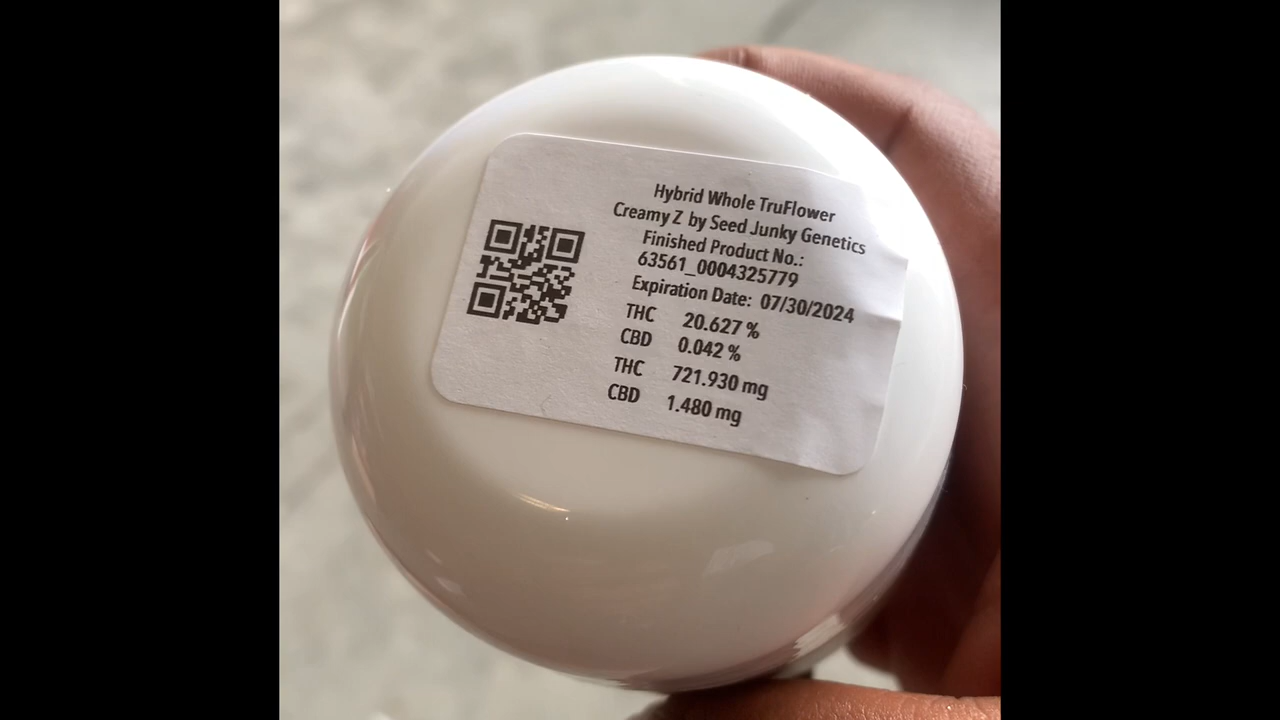 Hybrid Whole TruFlower
Creamy Z by Seed Junky Genetics
Finished Product No.:
63561_0004325779
Expiration Date: 07/30/2024
THC 20.627 %
CBD 0.042 %
THC 721.930 mg
CBD 1.480 mg